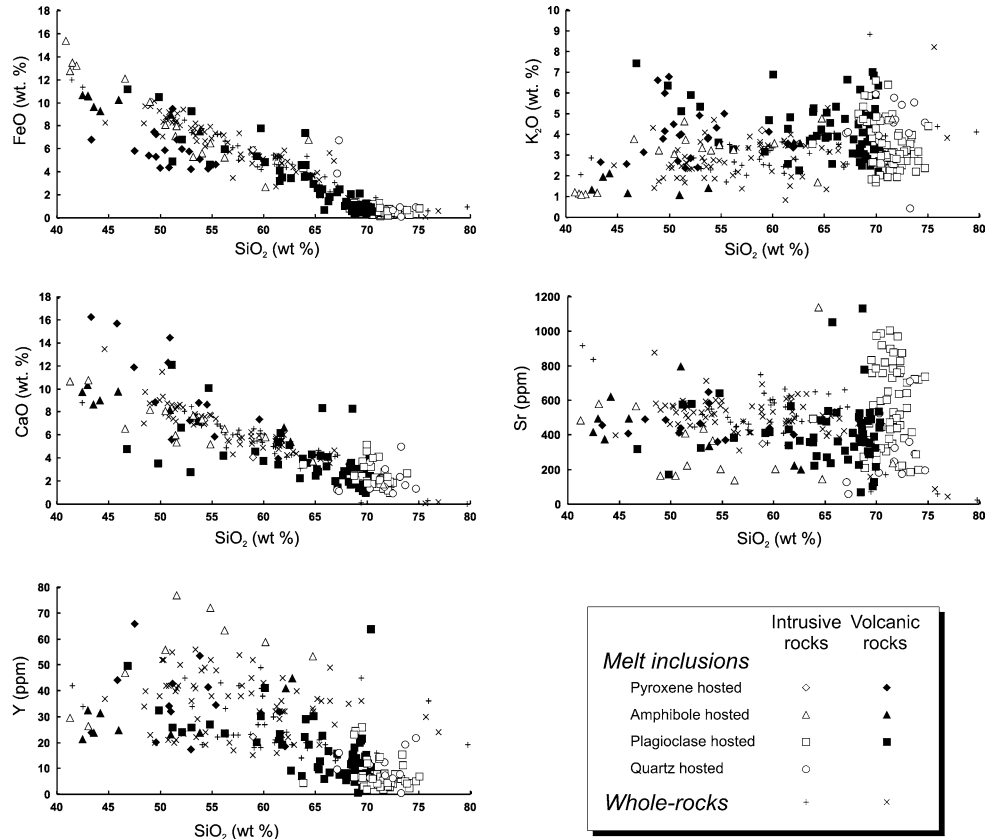 FeO (wt. %)
18
16
14
12
10
8
6
4
2
0
40 45 50 55 60 65 70 75 80
SiO₂ (wt %)
K₂O (wt. %)
10
9
8
7
6
5
4
3
2
1
0
40 45 50 55 60 65 70 75 80
SiO₂ (wt %)
CaO (wt. %)
18
16
14
12
10
8
6
4
2
0
40 45 50 55 60 65 70 75 80
SiO₂ (wt %)
Sr (ppm)
1200
1000
800
600
400
200
0
40 45 50 55 60 65 70 75 80
SiO₂ (wt %)
Y (ppm)
80
70
60
50
40
30
20
10
0
40 45 50 55 60 65 70 75 80
SiO₂ (wt %)
Intrusive Volcanic
rocks rocks
Melt inclusions
Pyroxene hosted
Amphibole hosted
Plagioclase hosted
Quartz hosted
Whole-rocks